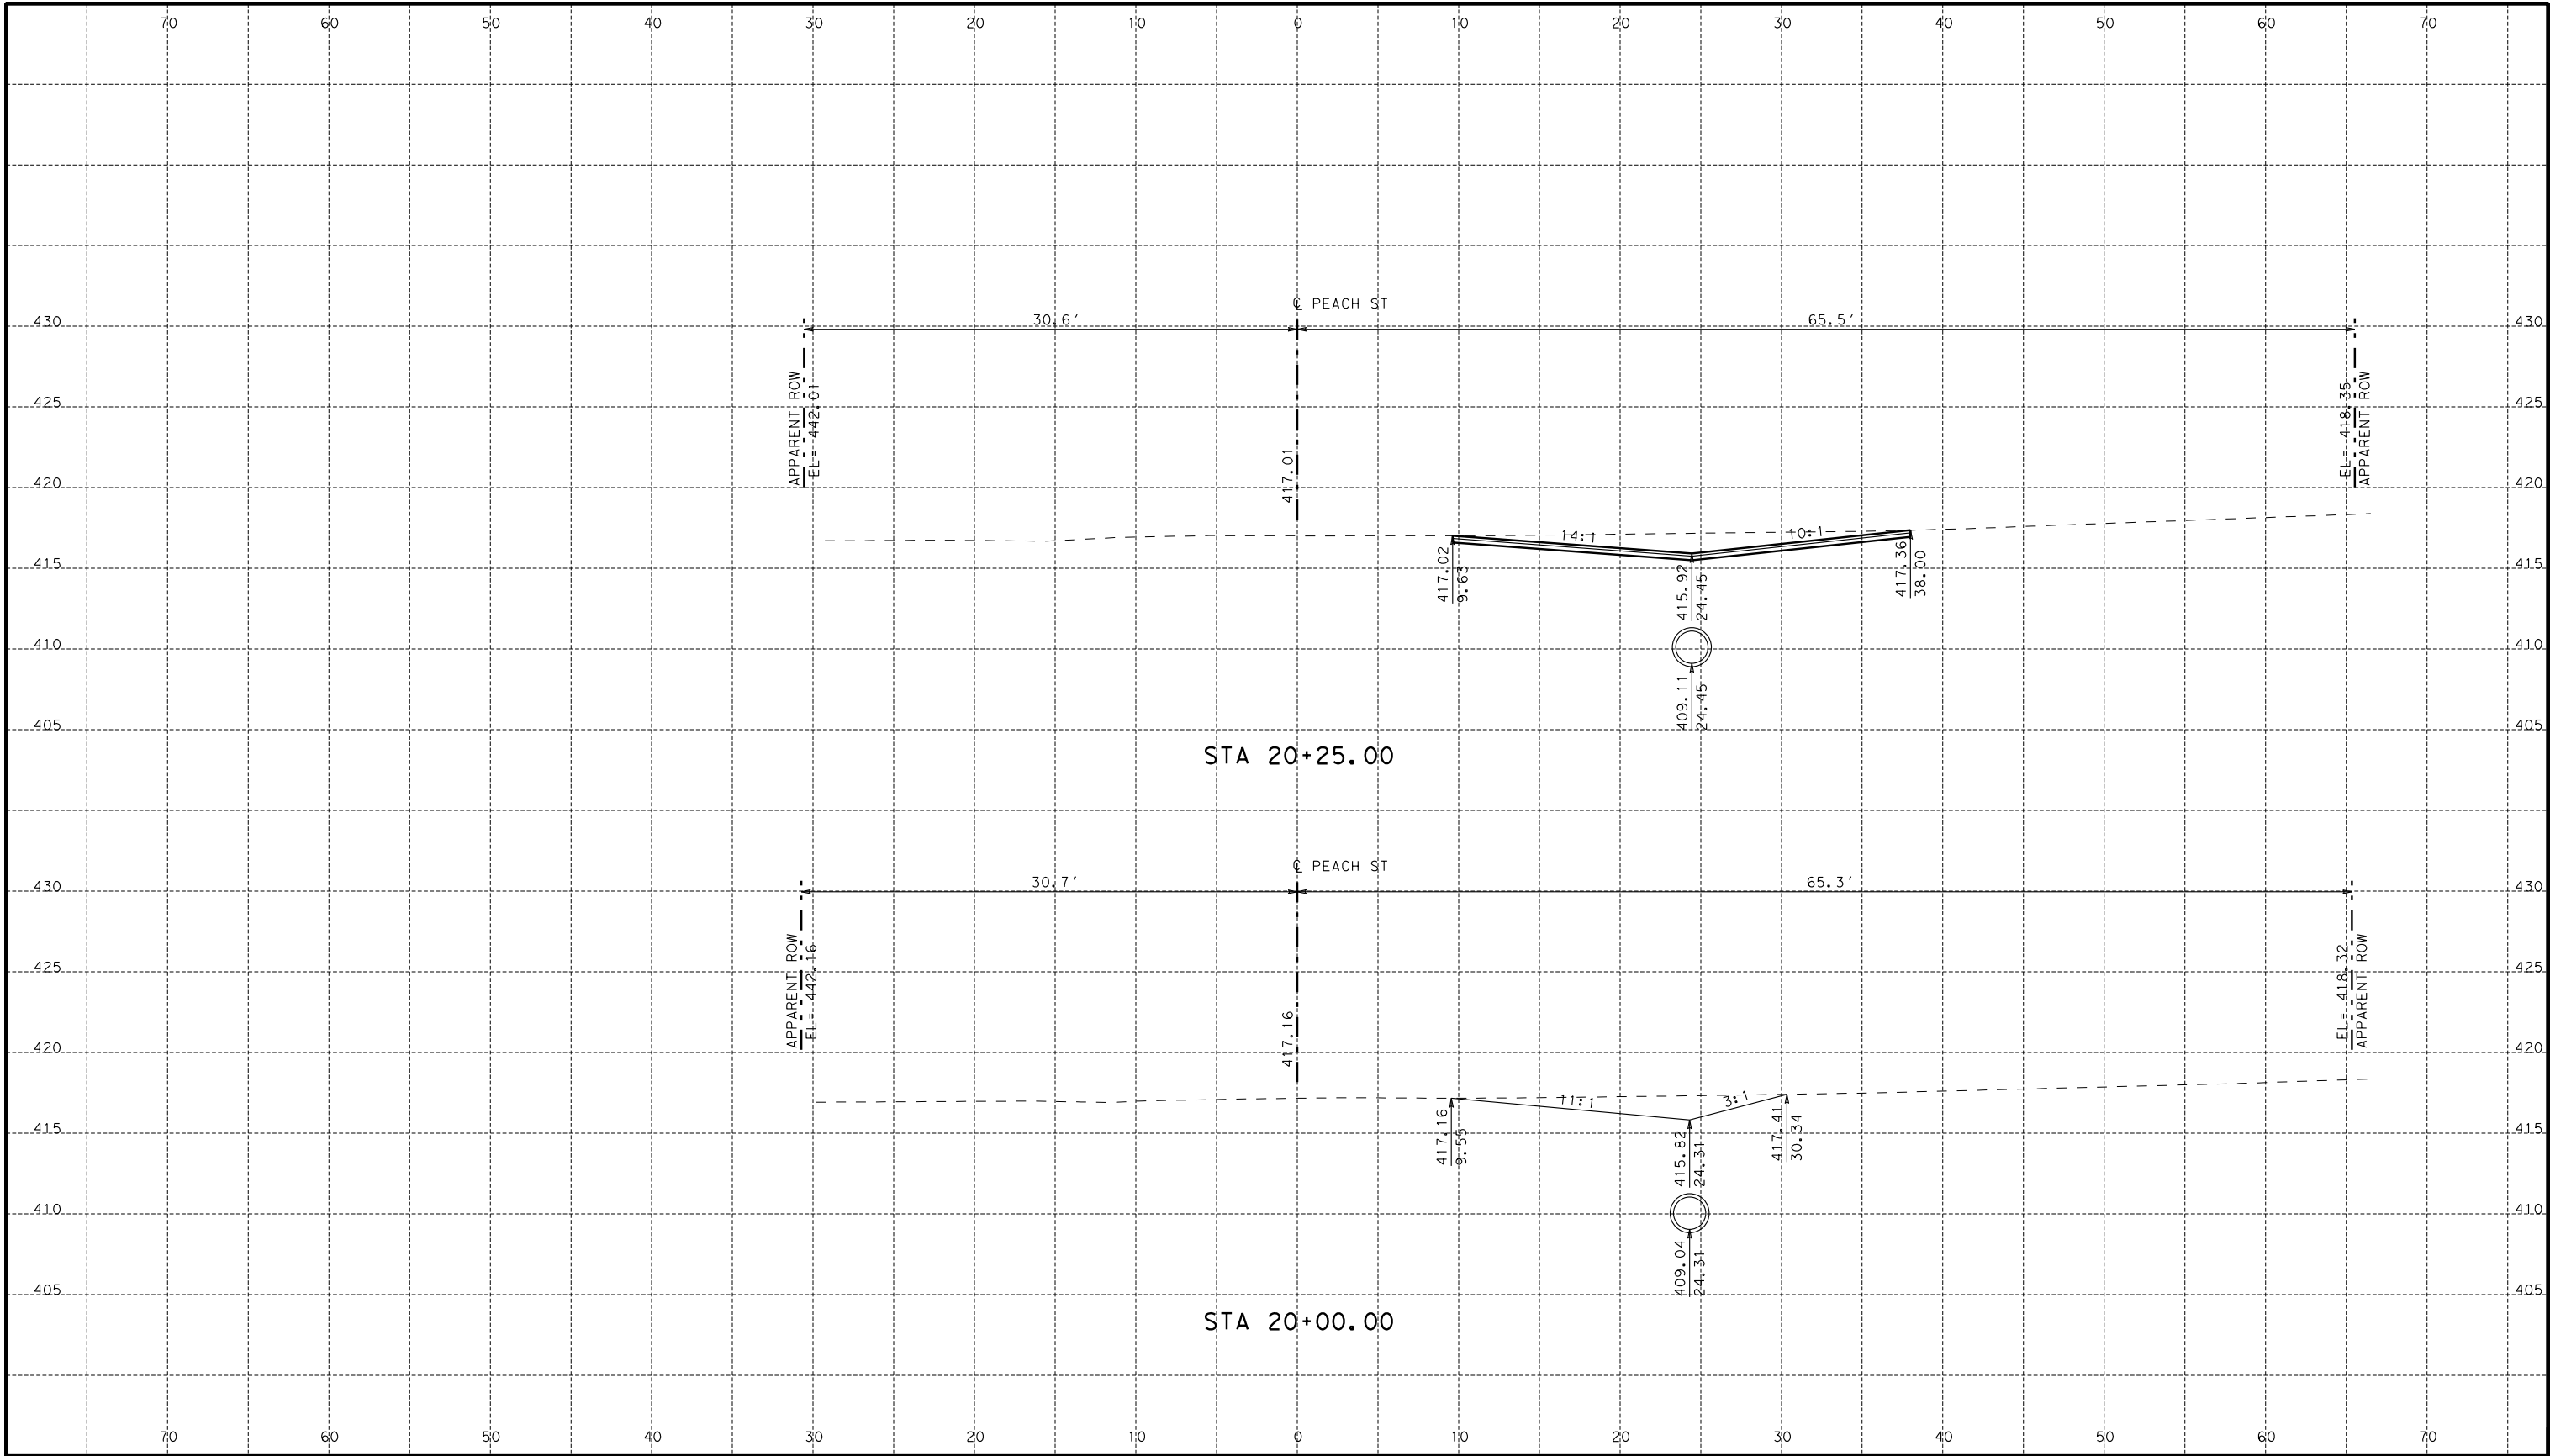 70 60 50 40 30 20 10 0 10 20 30 40 50 60 70
℄ PEACH ST
30.6' 65.5'
430 430
425 425
420 420
415 415
410 410
405 405
APPARENT ROW
EL= 442.01
417.01
EL= 418.35
APPARENT ROW
14:1
10:1
417.02
9.63
415.92
24.45
417.36
38.00
409.11
24.45
STA 20+25.00
℄ PEACH ST
30.7' 65.3'
430 430
425 425
420 420
415 415
410 410
405 405
APPARENT ROW
EL= 442.16
417.16
EL= 418.32
APPARENT ROW
11:1
3:1
417.16
9.55
415.82
24.31
417.41
30.34
409.04
24.31
STA 20+00.00
70 60 50 40 30 20 10 0 10 20 30 40 50 60 70